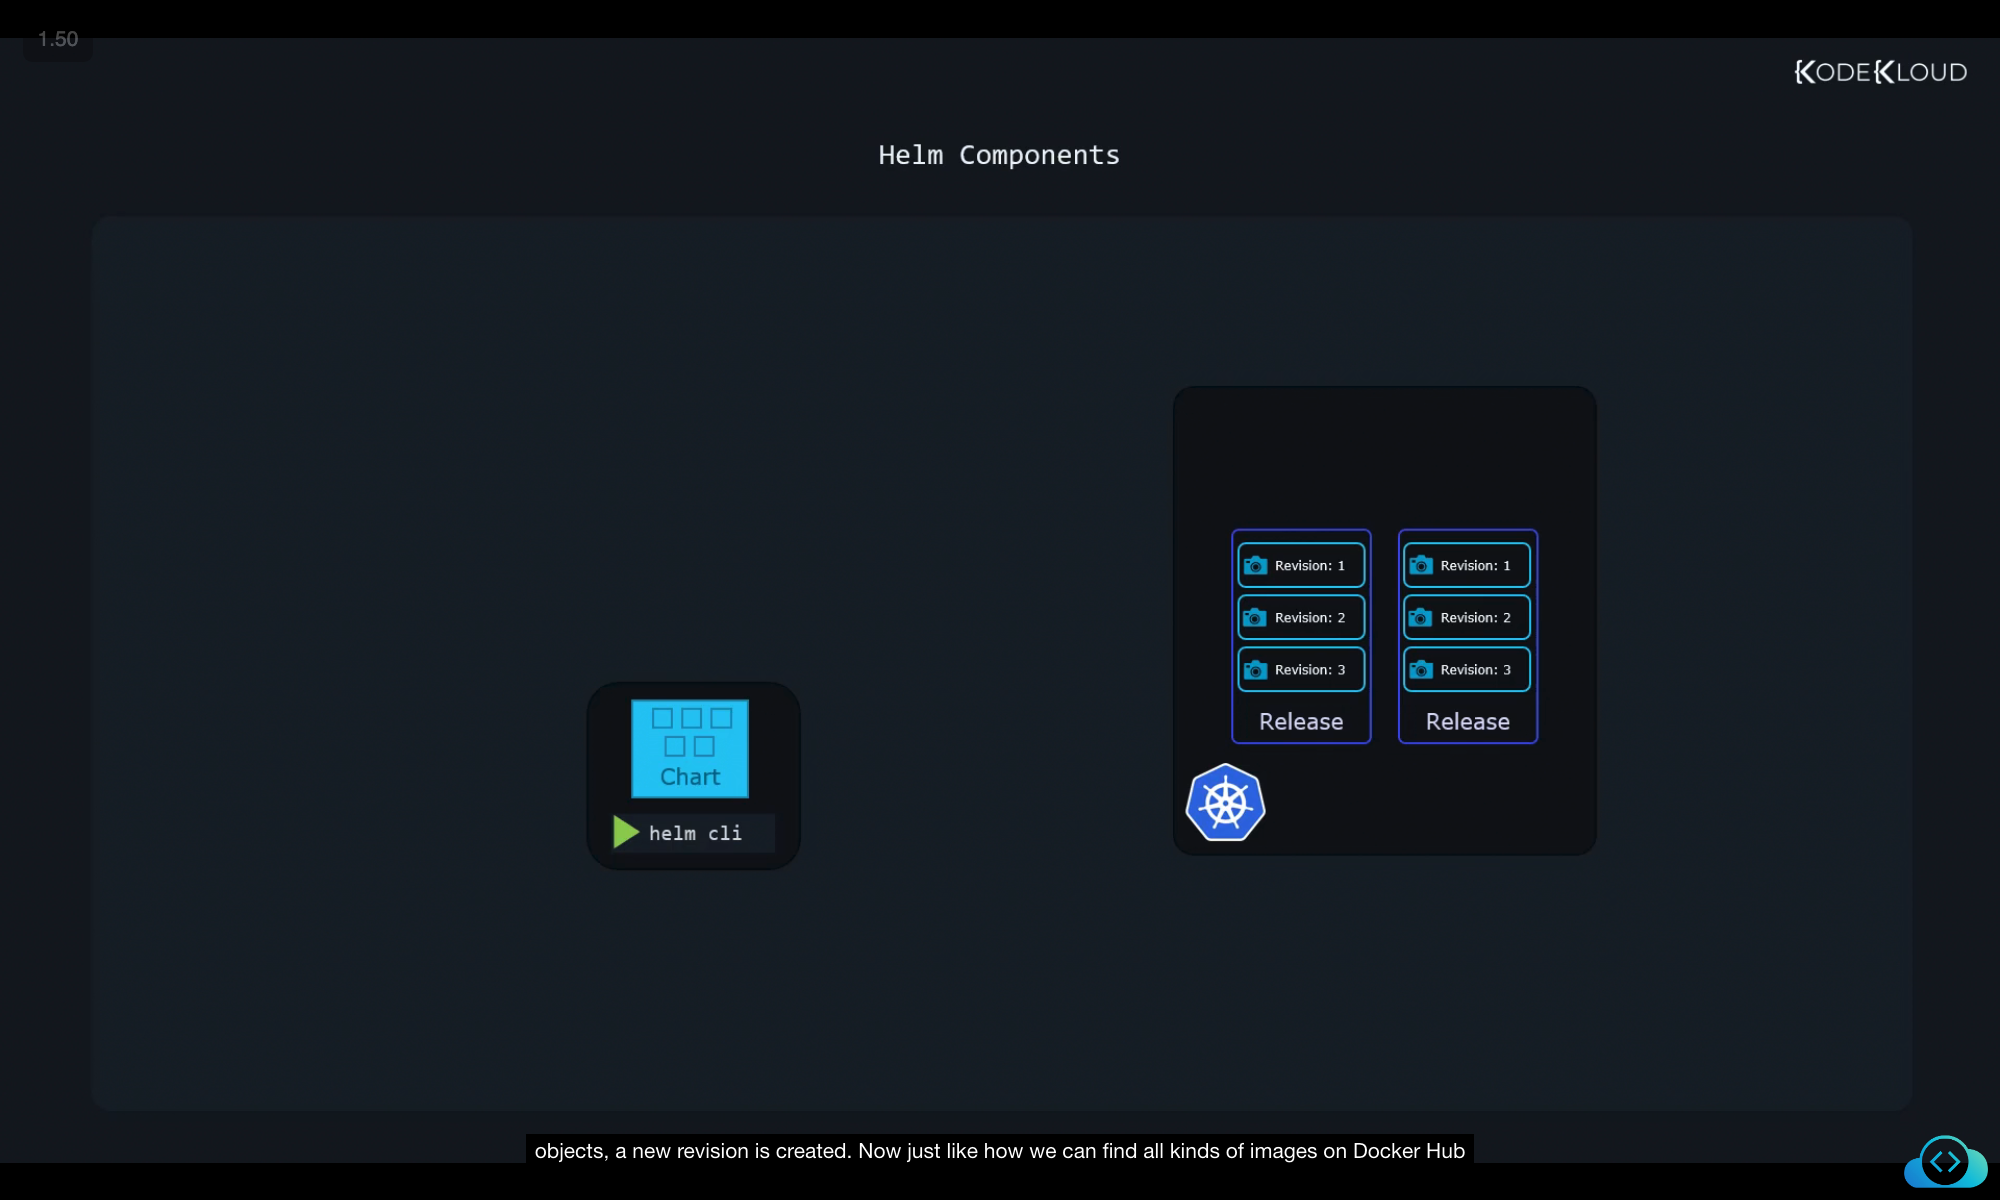 1.50
KODEKLOUD
Helm Components
Revision: 1
Revision: 2
Revision: 3
Release
Revision: 1
Revision: 2
Revision: 3
Release
Chart
helm cli
objects, a new revision is created. Now just like how we can find all kinds of images on Docker Hub